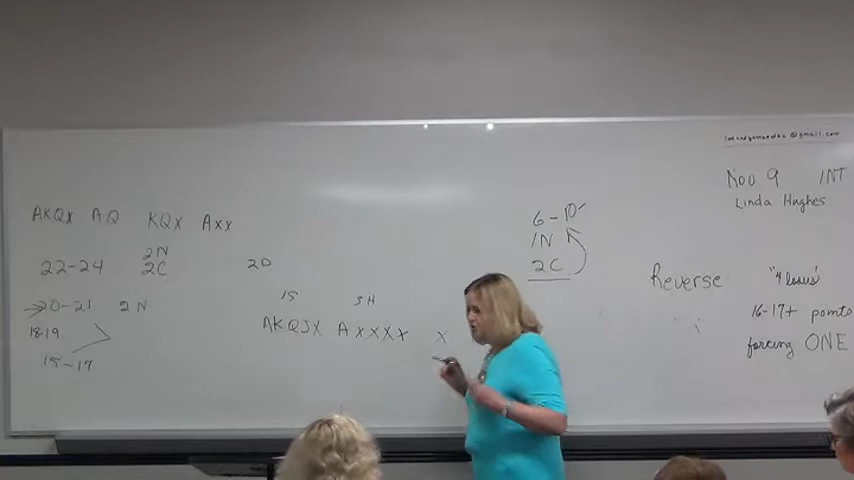 Nov 9 1NT
Linda Hughes
AKQx AQ KQx Axx
22-24 2N
2C 2D
20-21 2N
18-19
15-17
1S 3H
AKQJX AXXXX X
6-10
1N
2C
Reverse "4 losers"
16-17+ points
forcing ONE